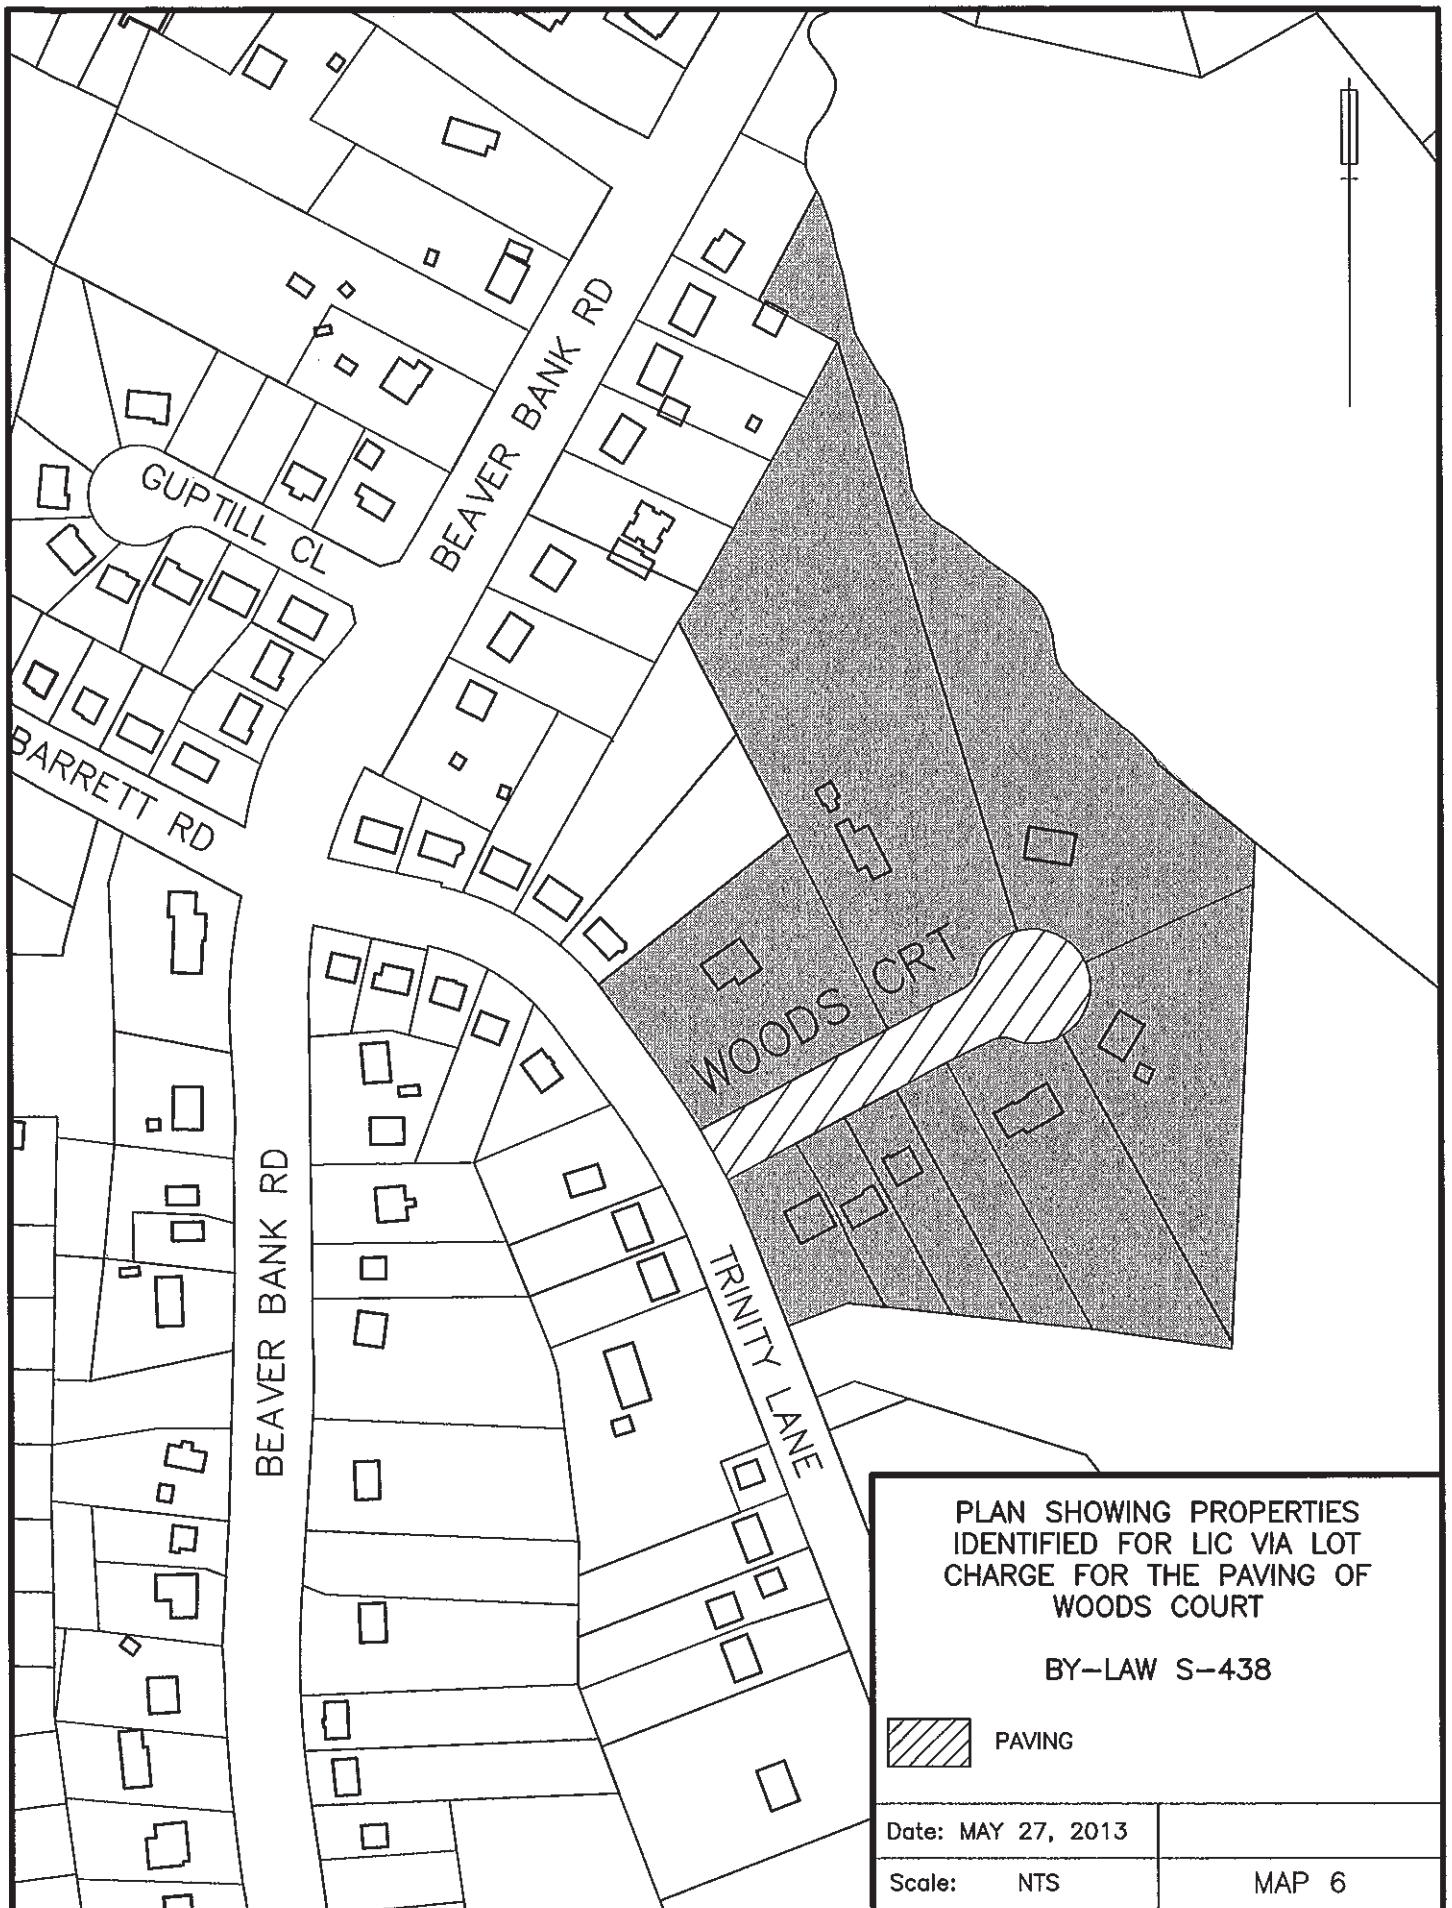 BEAVER BANK RD
GUPTILL CL
BARRETT RD
WOODS CRT
BEAVER BANK RD
TRINITY LANE
PLAN SHOWING PROPERTIES
IDENTIFIED FOR LIC VIA LOT
CHARGE FOR THE PAVING OF
WOODS COURT
BY-LAW S-438
PAVING
Date: MAY 27, 2013
Scale: NTS
MAP 6